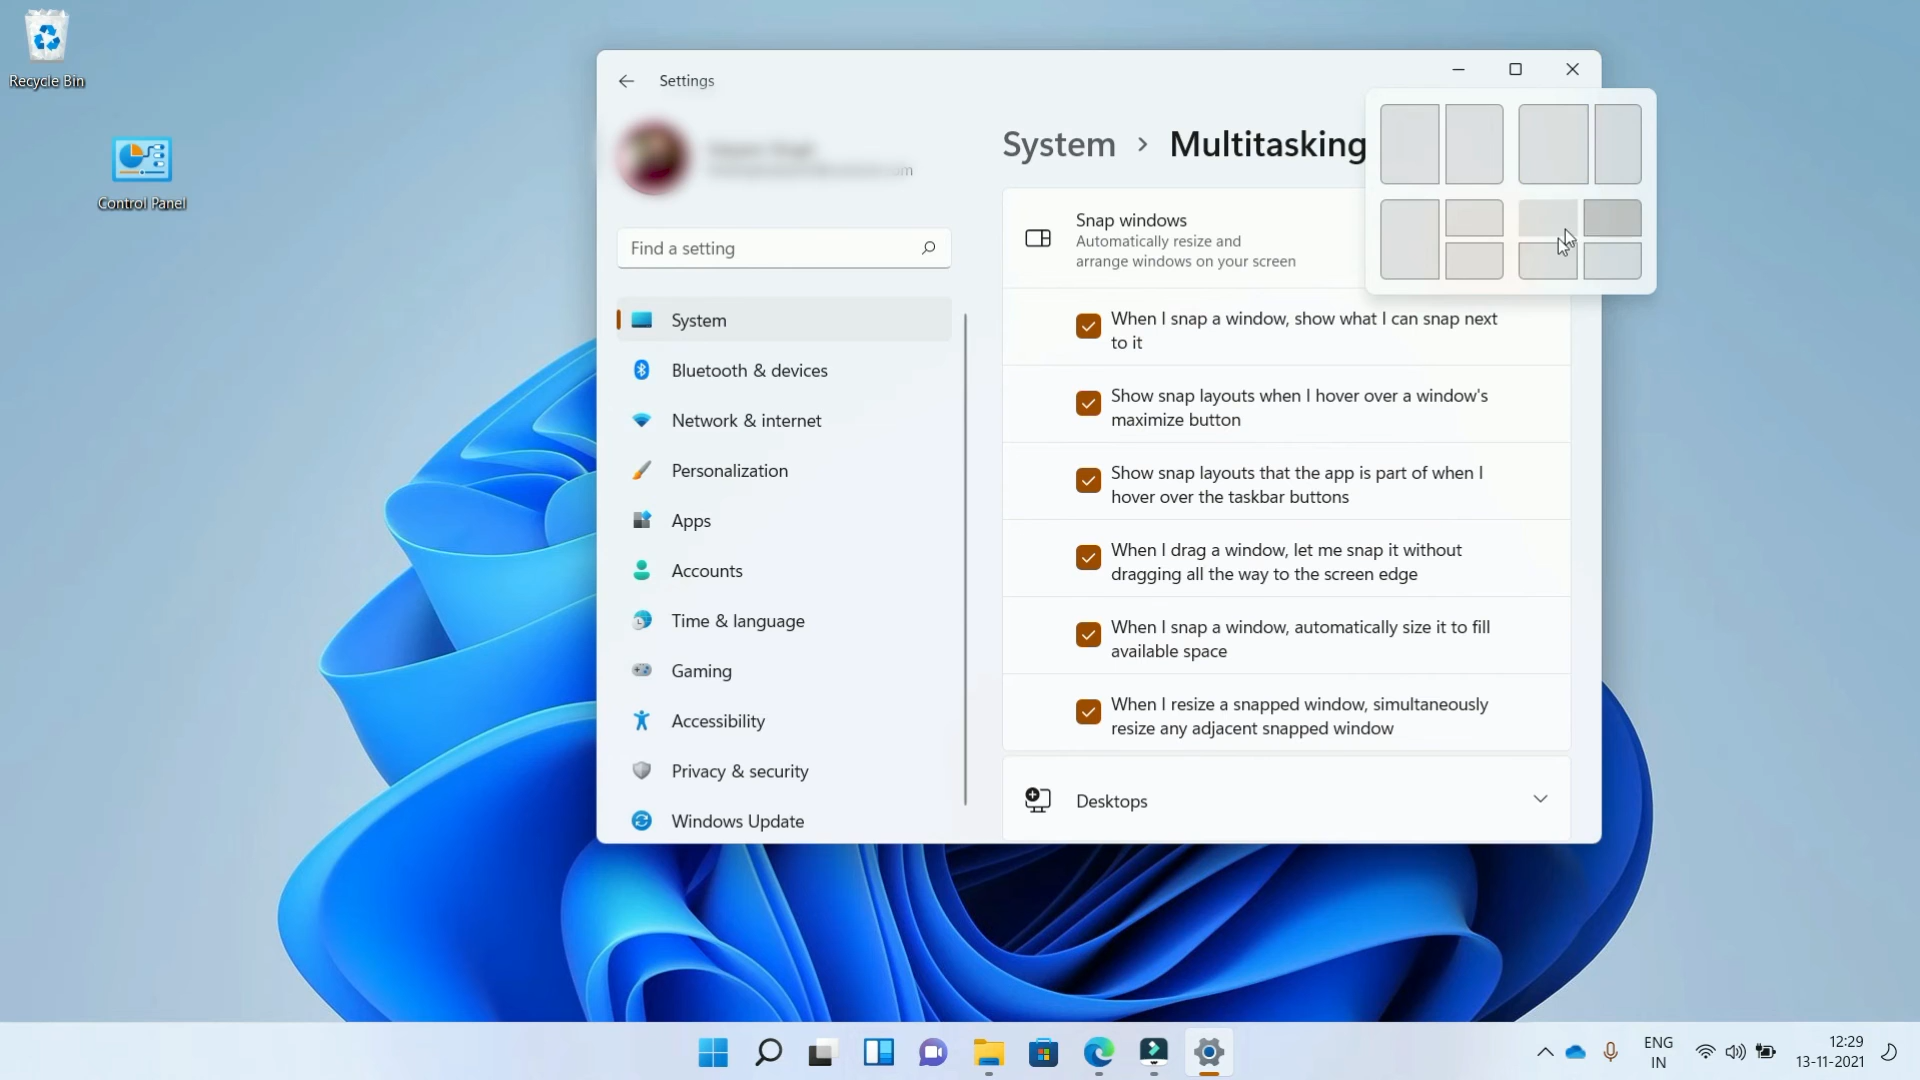 Recycle Bin
Control Panel
Settings
Find a setting
System
Bluetooth & devices
Network & internet
Personalization
Apps
Accounts
Time & language
Gaming
Accessibility
Privacy & security
Windows Update
System > Multitasking
Snap windows
Automatically resize and
arrange windows on your screen
When I snap a window, show what I can snap next
to it
Show snap layouts when I hover over a window's
maximize button
Show snap layouts that the app is part of when I
hover over the taskbar buttons
When I drag a window, let me snap it without
dragging all the way to the screen edge
When I snap a window, automatically size it to fill
available space
When I resize a snapped window, simultaneously
resize any adjacent snapped window
Desktops
ENG
IN
12:29
13-11-2021